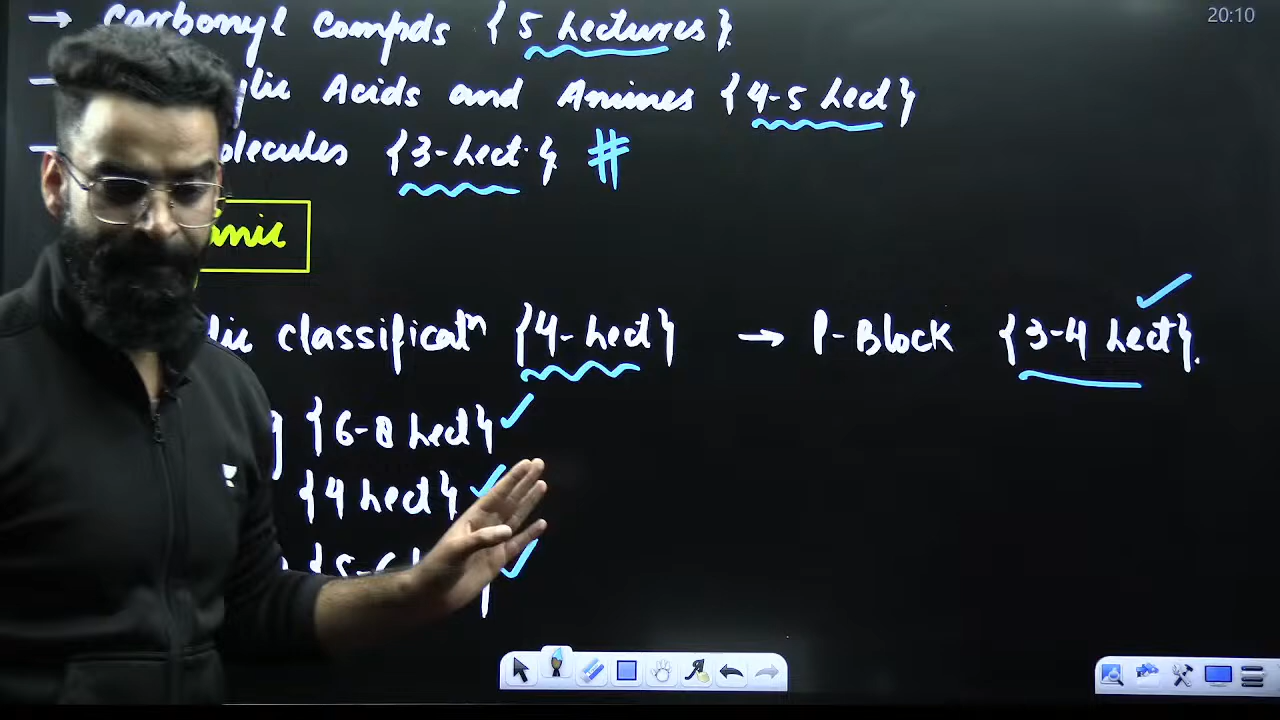 20:10
→ Carbonyl Compds {5 Lectures}
Acids and Amines {4-5 Lect}
{3-Lect.} #
classificatⁿ {4-Lect} → P-Block {3-4 Lect}.
{6-8 Lect}
{4 Lect}